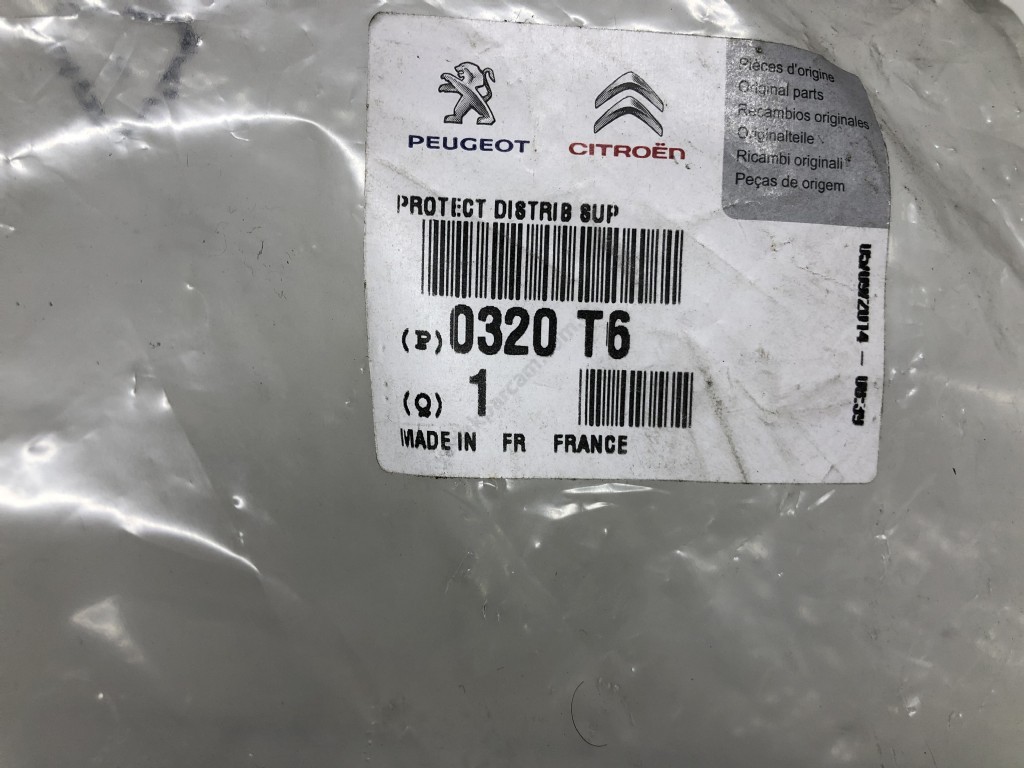 PEUGEOT
CITROËN
Pièces d'origine
Original parts
Recambios originales
Originalteile
Ricambi originali
Peças de origem
PROTECT DISTRIB SUP
(P) 0320 T6
(Q) 1
MADE IN FR FRANCE